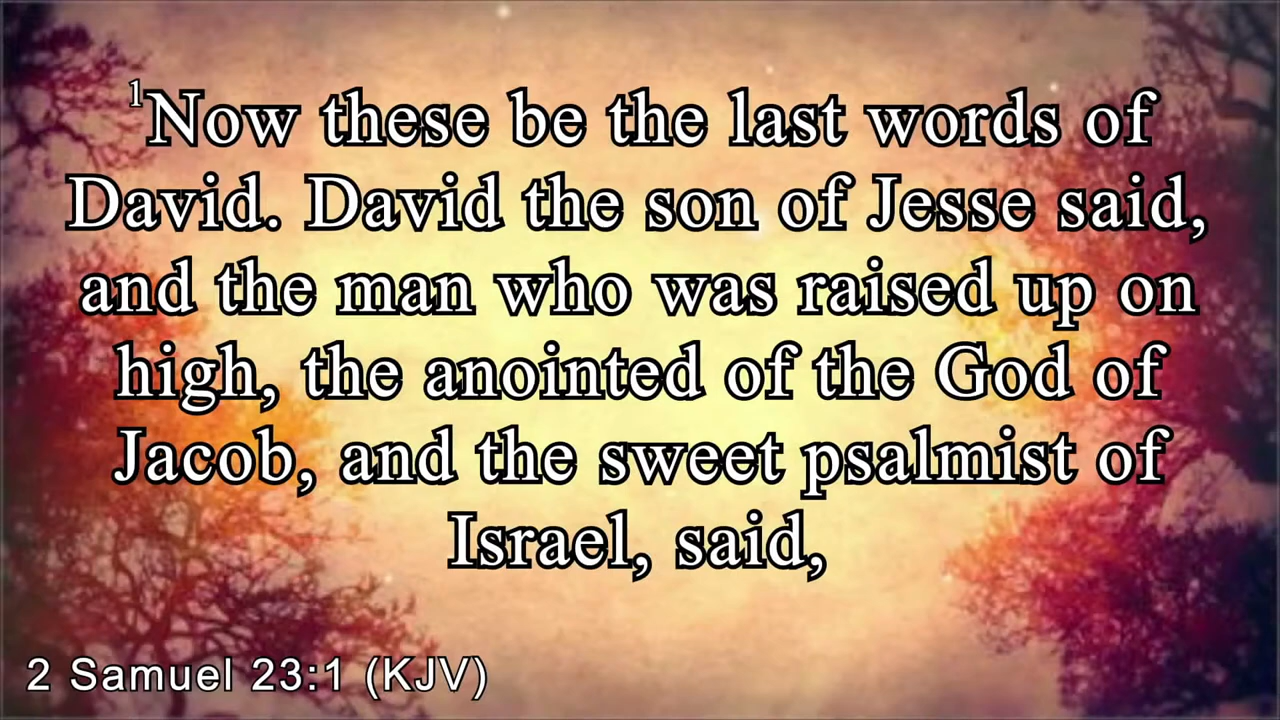 1Now these be the last words of
David. David the son of Jesse said,
and the man who was raised up on
high, the anointed of the God of
Jacob, and the sweet psalmist of
Israel, said,
2 Samuel 23:1 (KJV)